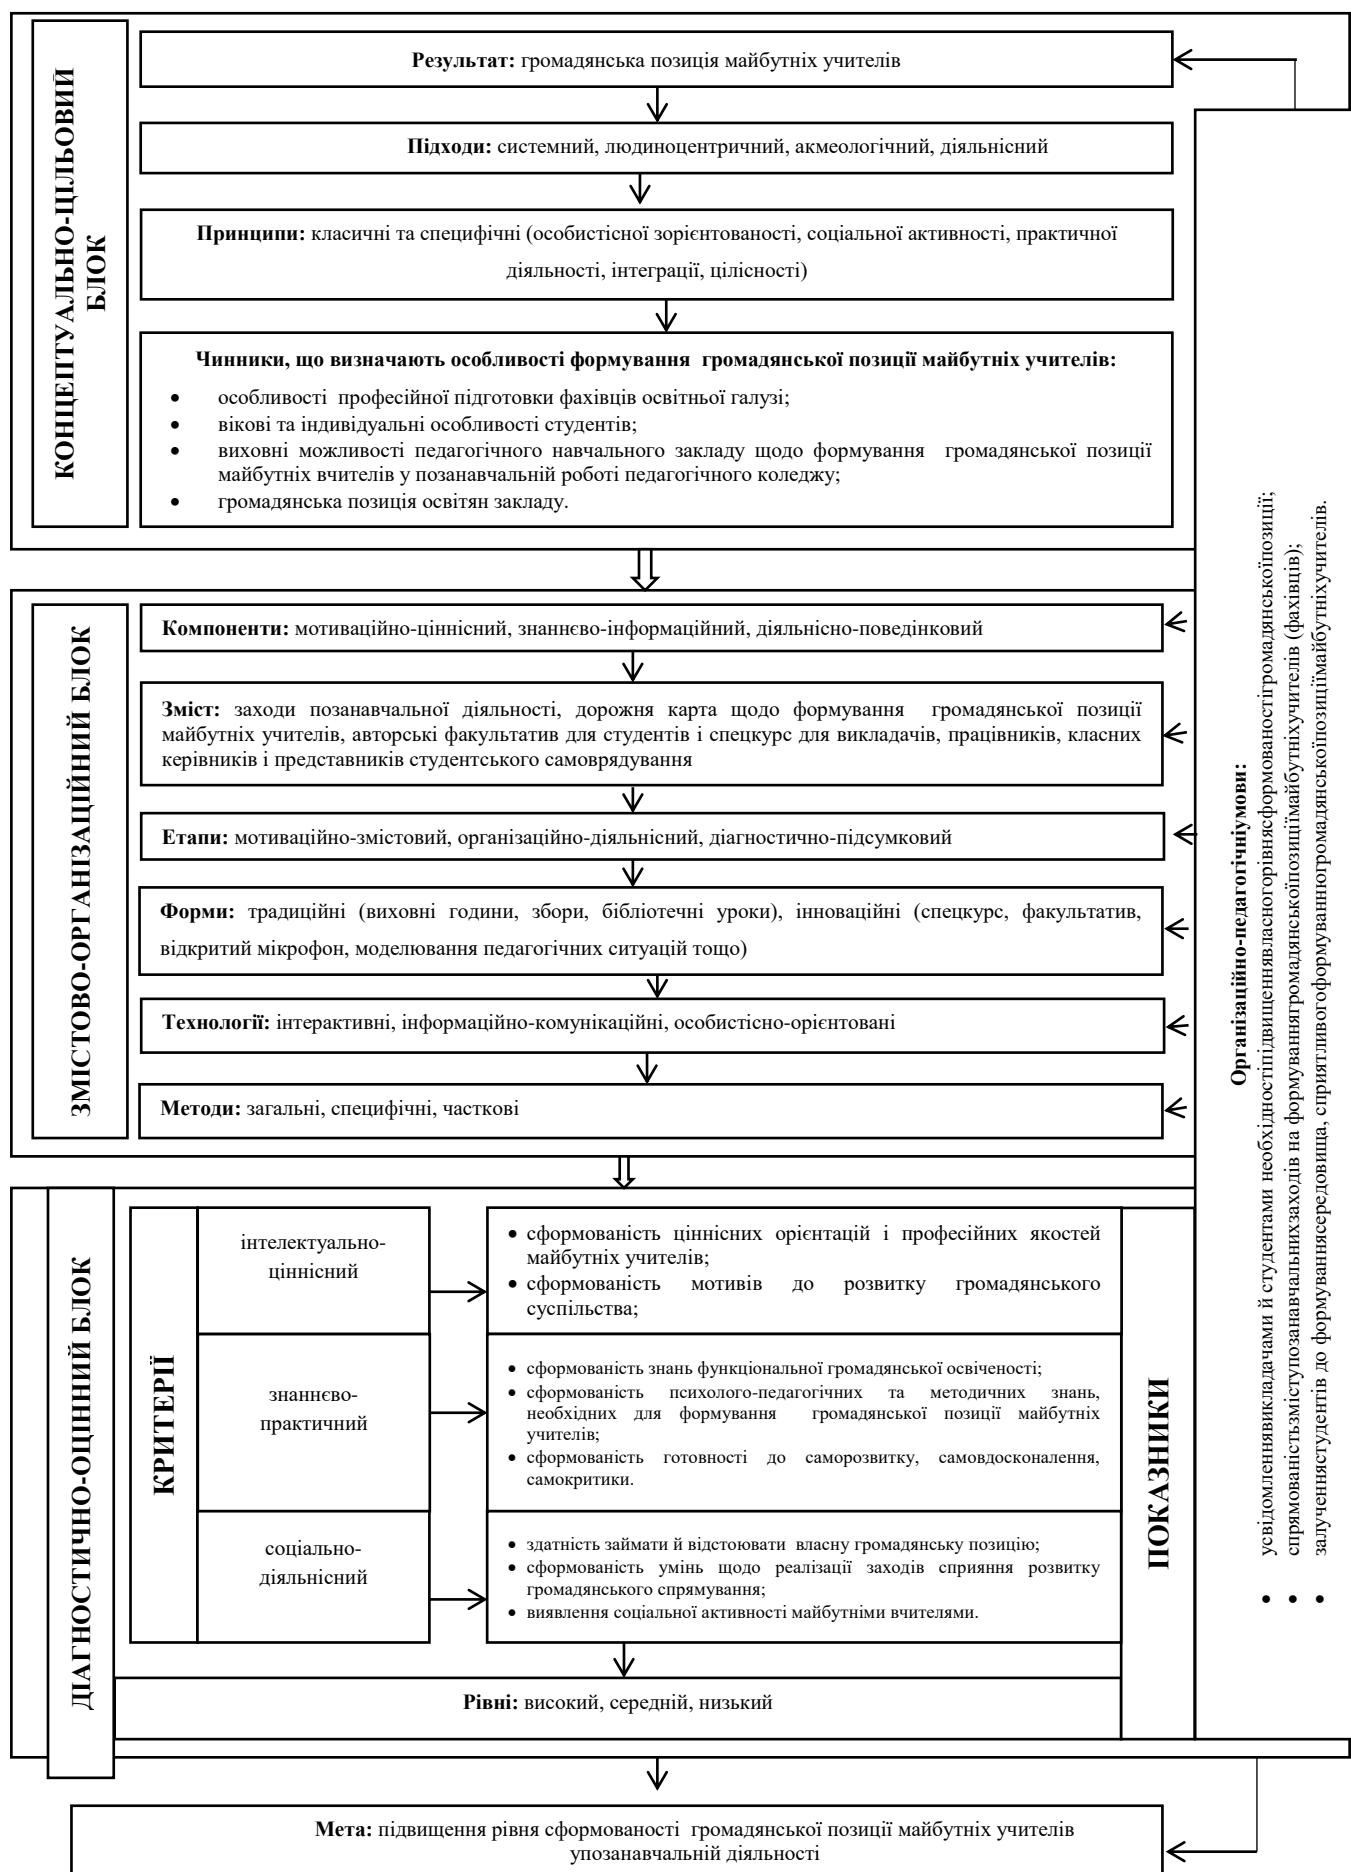 КОНЦЕПТУАЛЬНО-ЦІЛЬОВИЙ
БЛОК
Результат: громадянська позиція майбутніх учителів
Підходи: системний, людиноцентричний, акмеологічний, діяльнісний
Принципи: класичні та специфічні (особистісної зорієнтованості, соціальної активності, практичної
діяльності, інтеграції, цілісності)
Чинники, що визначають особливості формування громадянської позиції майбутніх учителів:
• особливості професійної підготовки фахівців освітньої галузі;
• вікові та індивідуальні особливості студентів;
• виховні можливості педагогічного навчального закладу щодо формування громадянської позиції
майбутніх вчителів у позанавчальній роботі педагогічного коледжу;
• громадянська позиція освітян закладу.
ЗМІСТОВО-ОРГАНІЗАЦІЙНИЙ БЛОК
Компоненти: мотиваційно-ціннісний, знаннєво-інформаційний, діяльнісно-поведінковий
Зміст: заходи позанавчальної діяльності, дорожня карта щодо формування громадянської позиції
майбутніх учителів, авторські факультатив для студентів і спецкурс для викладачів, працівників, класних
керівників і представників студентського самоврядування
Етапи: мотиваційно-змістовий, організаційно-діяльнісний, діагностично-підсумковий
Форми: традиційні (виховні години, збори, бібліотечні уроки), інноваційні (спецкурс, факультатив,
відкритий мікрофон, моделювання педагогічних ситуацій тощо)
Технології: інтерактивні, інформаційно-комунікаційні, особистісно-орієнтовані
Методи: загальні, специфічні, часткові
ДІАГНОСТИЧНО-ОЦІННИЙ БЛОК
КРИТЕРІЇ
інтелектуально-
ціннісний
• сформованість ціннісних орієнтацій і професійних якостей
майбутніх учителів;
• сформованість мотивів до розвитку громадянського
суспільства;
знаннєво-
практичний
• сформованість знань функціональної громадянської освіченості;
• сформованість психолого-педагогічних та методичних знань,
необхідних для формування громадянської позиції майбутніх
учителів;
• сформованість готовності до саморозвитку, самовдосконалення,
самокритики.
соціально-
діяльнісний
• здатність займати й відстоювати власну громадянську позицію;
• сформованість умінь щодо реалізації заходів сприяння розвитку
громадянського спрямування;
• виявлення соціальної активності майбутніми вчителями.
ПОКАЗНИКИ
Рівні: високий, середній, низький
Організаційно-педагогічніумови:
• усвідомленнявикладачами й студентами необхідностіпідвищеннявласногорівнясформованостігромадянськоїпозиції;
• спрямованістьзміступозанавчальнихзаходів на формуваннягромадянськоїпозиціїмайбутніхучителів (фахівців);
• залученнястудентів до формуваннясередовища, сприятливогоформуваннюгромадянськоїпозиціїмайбутніхучителів.
Мета: підвищення рівня сформованості громадянської позиції майбутніх учителів
упозанавчальній діяльності